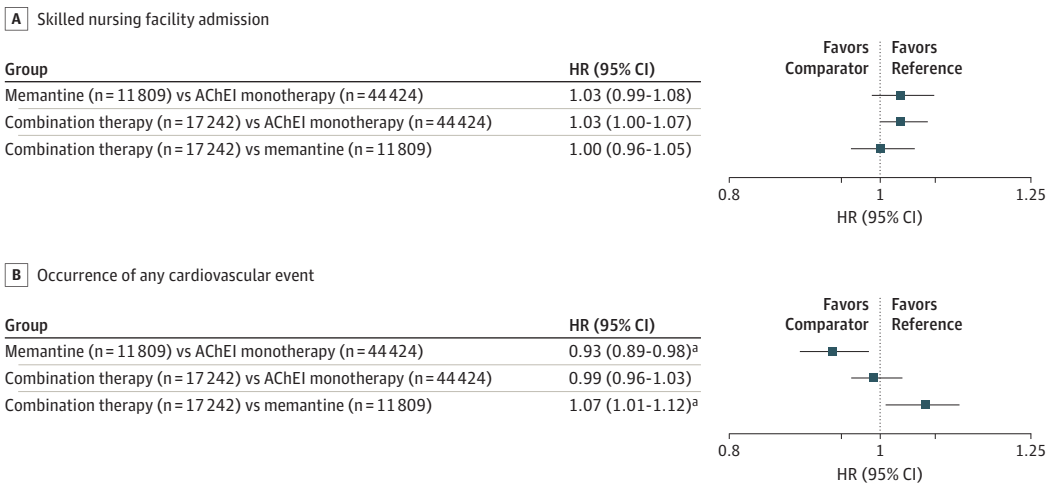 A Skilled nursing facility admission
Group HR (95% CI)
Favors Comparator Favors Reference
Memantine (n = 11 809) vs AChEI monotherapy (n = 44 424) 1.03 (0.99-1.08)
Combination therapy (n = 17 242) vs AChEI monotherapy (n = 44 424) 1.03 (1.00-1.07)
Combination therapy (n = 17 242) vs memantine (n = 11 809) 1.00 (0.96-1.05)
0.8 1 1.25
HR (95% CI)
B Occurrence of any cardiovascular event
Group HR (95% CI)
Favors Comparator Favors Reference
Memantine (n = 11 809) vs AChEI monotherapy (n = 44 424) 0.93 (0.89-0.98)a
Combination therapy (n = 17 242) vs AChEI monotherapy (n = 44 424) 0.99 (0.96-1.03)
Combination therapy (n = 17 242) vs memantine (n = 11 809) 1.07 (1.01-1.12)a
0.8 1 1.25
HR (95% CI)